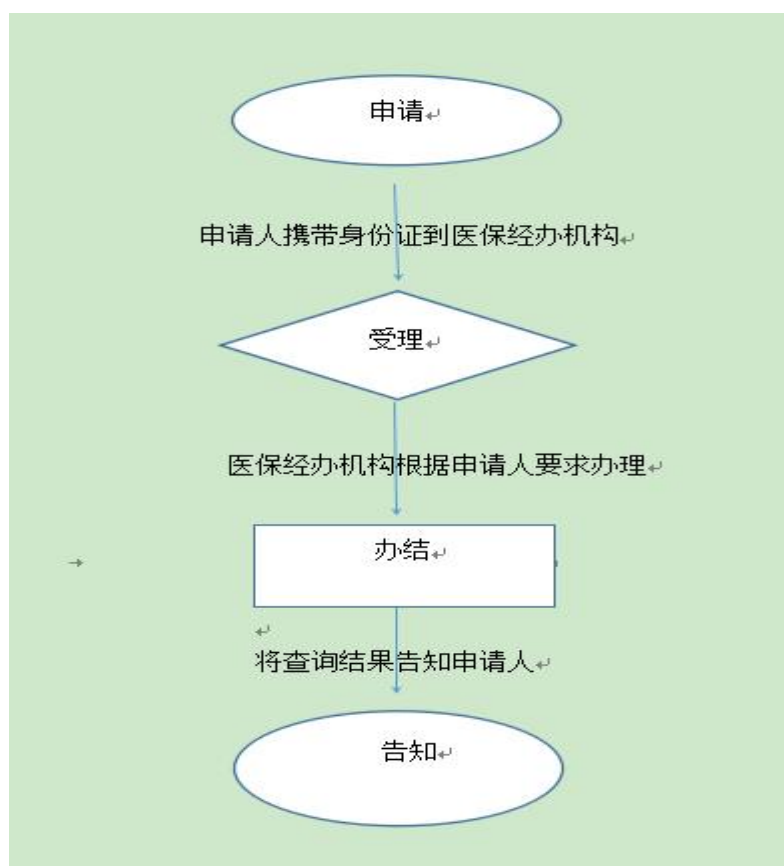 申请
申请人携带身份证到医保经办机构
受理
医保经办机构根据申请人要求办理
办结
将查询结果告知申请人
告知